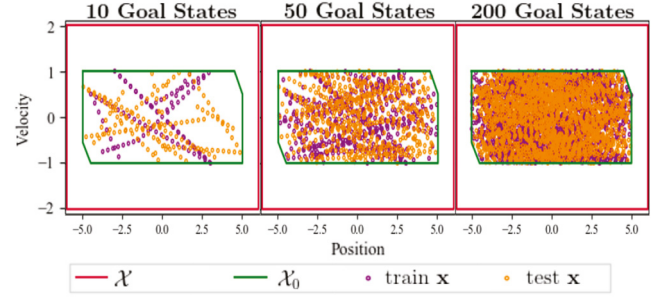 10 Goal States 50 Goal States 200 Goal States
2
1
0
−1
−2
Velocity
−5.0 −2.5 0.0 2.5 5.0 −5.0 −2.5 0.0 2.5 5.0 −5.0 −2.5 0.0 2.5 5.0
Position
𝒳 𝒳₀ train x test x